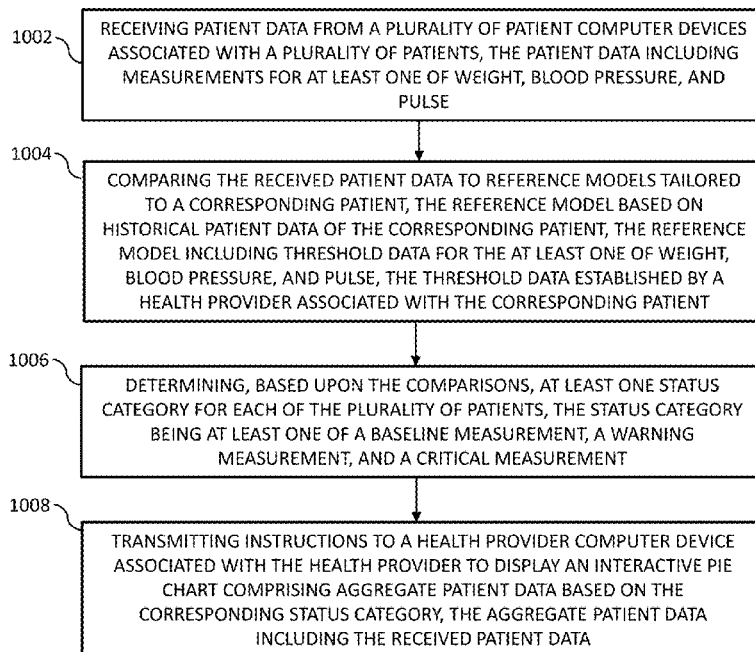 1002
RECEIVING PATIENT DATA FROM A PLURALITY OF PATIENT COMPUTER DEVICES
ASSOCIATED WITH A PLURALITY OF PATIENTS, THE PATIENT DATA INCLUDING
MEASUREMENTS FOR AT LEAST ONE OF WEIGHT, BLOOD PRESSURE, AND
PULSE
1004
COMPARING THE RECEIVED PATIENT DATA TO REFERENCE MODELS TAILORED
TO A CORRESPONDING PATIENT, THE REFERENCE MODEL BASED ON
HISTORICAL PATIENT DATA OF THE CORRESPONDING PATIENT, THE REFERENCE
MODEL INCLUDING THRESHOLD DATA FOR THE AT LEAST ONE OF WEIGHT,
BLOOD PRESSURE, AND PULSE, THE THRESHOLD DATA ESTABLISHED BY A
HEALTH PROVIDER ASSOCIATED WITH THE CORRESPONDING PATIENT
1006
DETERMINING, BASED UPON THE COMPARISONS, AT LEAST ONE STATUS
CATEGORY FOR EACH OF THE PLURALITY OF PATIENTS, THE STATUS CATEGORY
BEING AT LEAST ONE OF A BASELINE MEASUREMENT, A WARNING
MEASUREMENT, AND A CRITICAL MEASUREMENT
1008
TRANSMITTING INSTRUCTIONS TO A HEALTH PROVIDER COMPUTER DEVICE
ASSOCIATED WITH THE HEALTH PROVIDER TO DISPLAY AN INTERACTIVE PIE
CHART COMPRISING AGGREGATE PATIENT DATA BASED ON THE
CORRESPONDING STATUS CATEGORY, THE AGGREGATE PATIENT DATA
INCLUDING THE RECEIVED PATIENT DATA